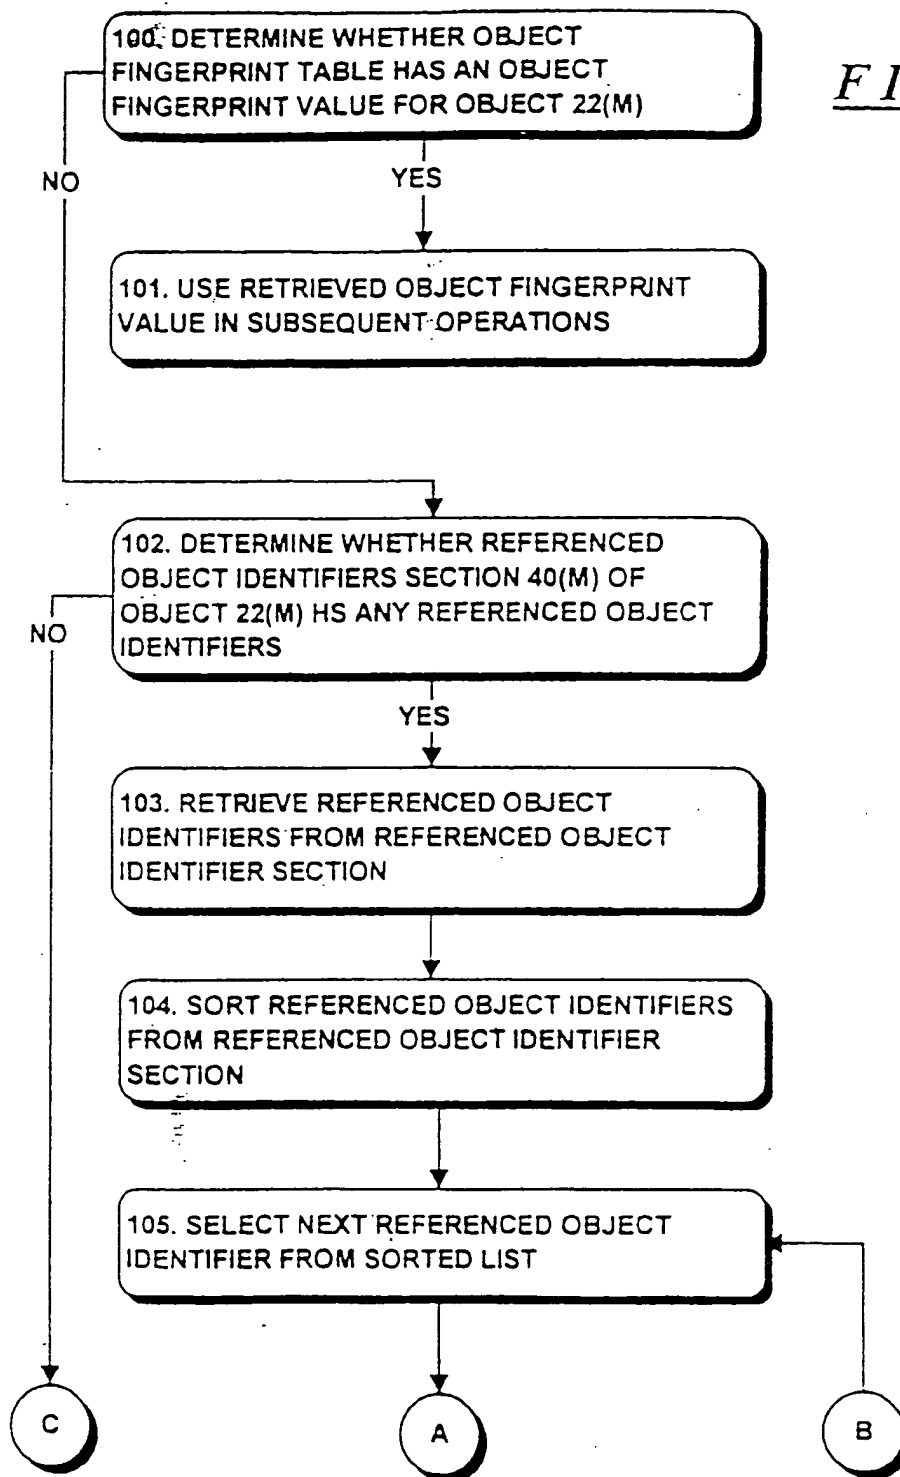 100. DETERMINE WHETHER OBJECT
FINGERPRINT TABLE HAS AN OBJECT
FINGERPRINT VALUE FOR OBJECT 22(M)
F I
NO
YES
101. USE RETRIEVED OBJECT FINGERPRINT
VALUE IN SUBSEQUENT OPERATIONS
102. DETERMINE WHETHER REFERENCED
OBJECT IDENTIFIERS SECTION 40(M) OF
OBJECT 22(M) HS ANY REFERENCED OBJECT
IDENTIFIERS
NO
YES
103. RETRIEVE REFERENCED OBJECT
IDENTIFIERS FROM REFERENCED OBJECT
IDENTIFIER SECTION
104. SORT REFERENCED OBJECT IDENTIFIERS
FROM REFERENCED OBJECT IDENTIFIER
SECTION
105. SELECT NEXT REFERENCED OBJECT
IDENTIFIER FROM SORTED LIST
C
A
B